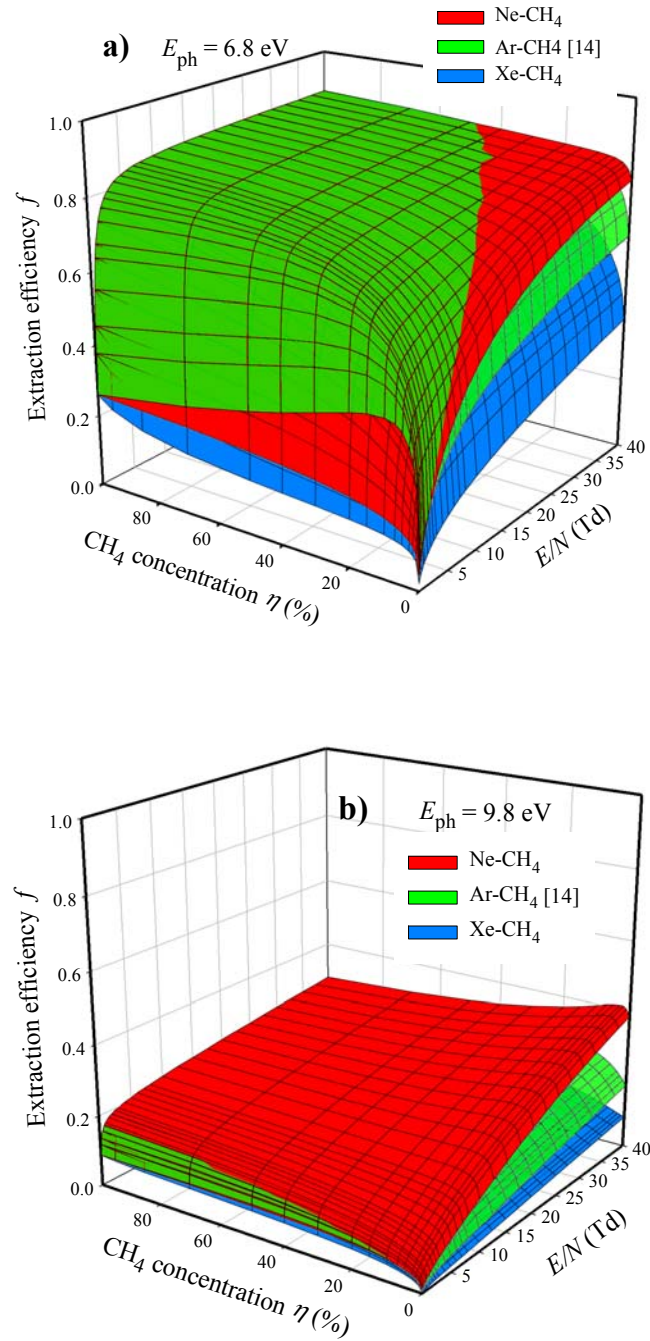 a)
E_ph = 6.8 eV
Ne-CH₄
Ar-CH4 [14]
Xe-CH₄
Extraction efficiency f
1.0
0.8
0.6
0.4
0.2
0.0
80
60
40
20
0
CH₄ concentration η (%)
5
10
15
20
25
30
35
40
E/N (Td)
b)
E_ph = 9.8 eV
Ne-CH₄
Ar-CH₄ [14]
Xe-CH₄
Extraction efficiency f
1.0
0.8
0.6
0.4
0.2
0.0
80
60
40
20
0
CH₄ concentration η (%)
5
10
15
20
25
30
35
40
E/N (Td)